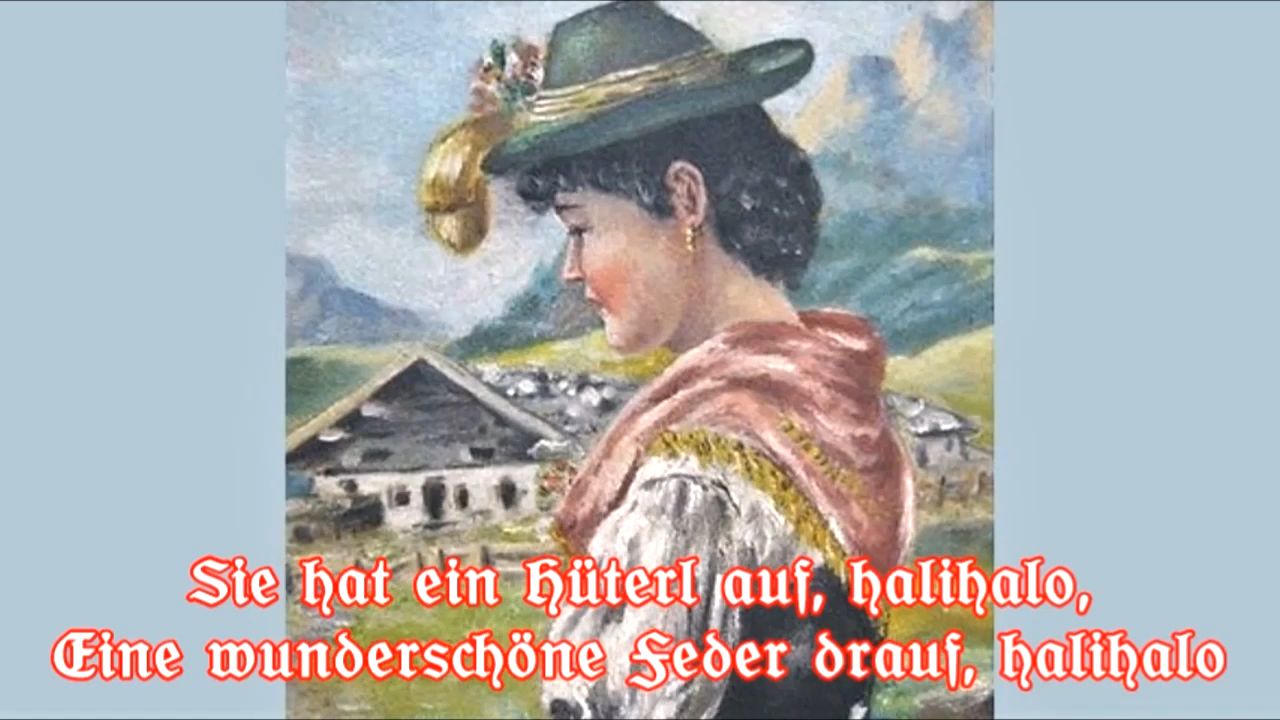 Sie hat ein Hüterl auf, halihalo,
Eine wunderschöne Feder drauf, halihalo